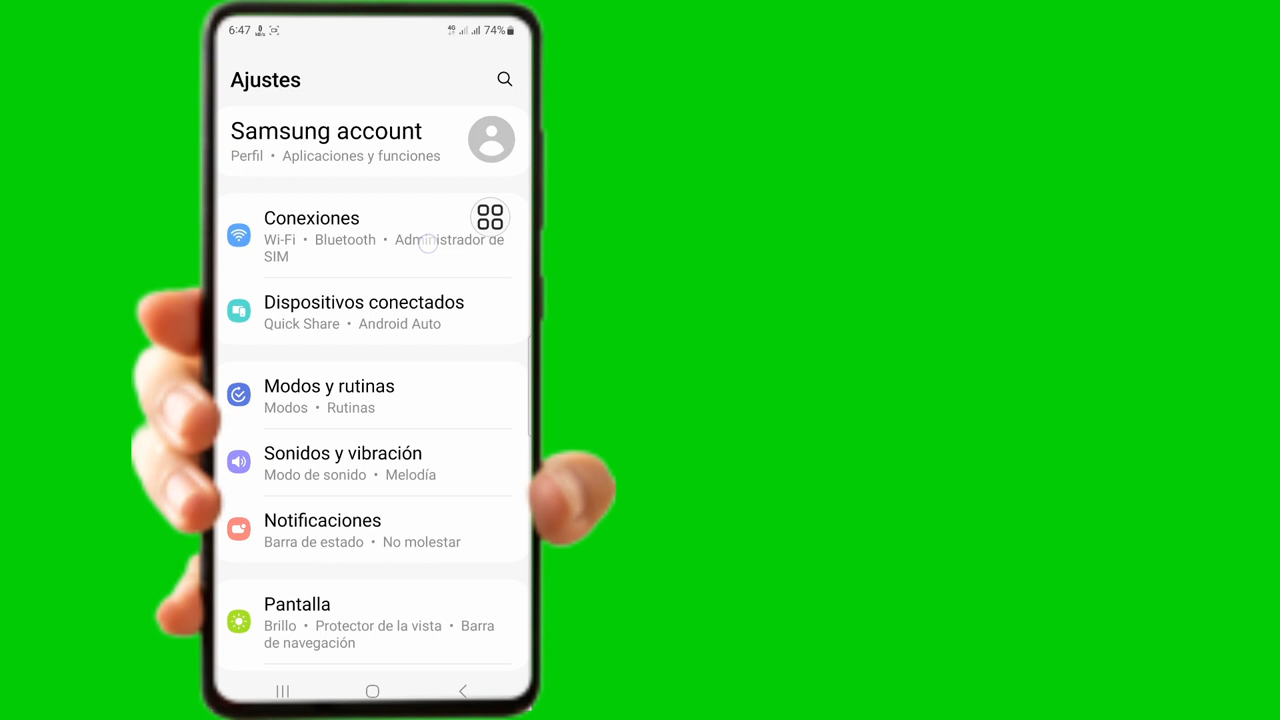 6:47 4G 74%
Ajustes
Samsung account
Perfil • Aplicaciones y funciones
Conexiones
Wi-Fi • Bluetooth • Administrador de
SIM
Dispositivos conectados
Quick Share • Android Auto
Modos y rutinas
Modos • Rutinas
Sonidos y vibración
Modo de sonido • Melodía
Notificaciones
Barra de estado • No molestar
Pantalla
Brillo • Protector de la vista • Barra
de navegación